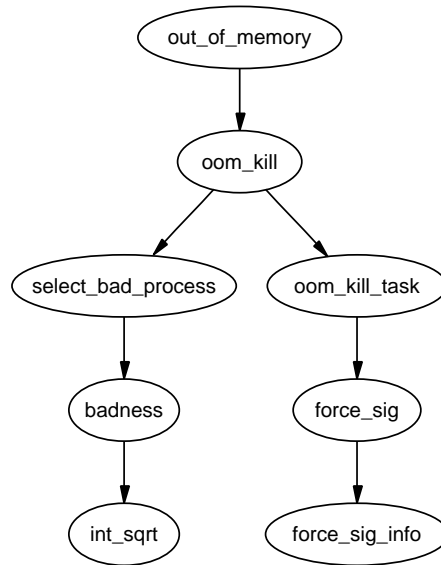 out_of_memory
oom_kill
select_bad_process
oom_kill_task
badness
force_sig
int_sqrt
force_sig_info